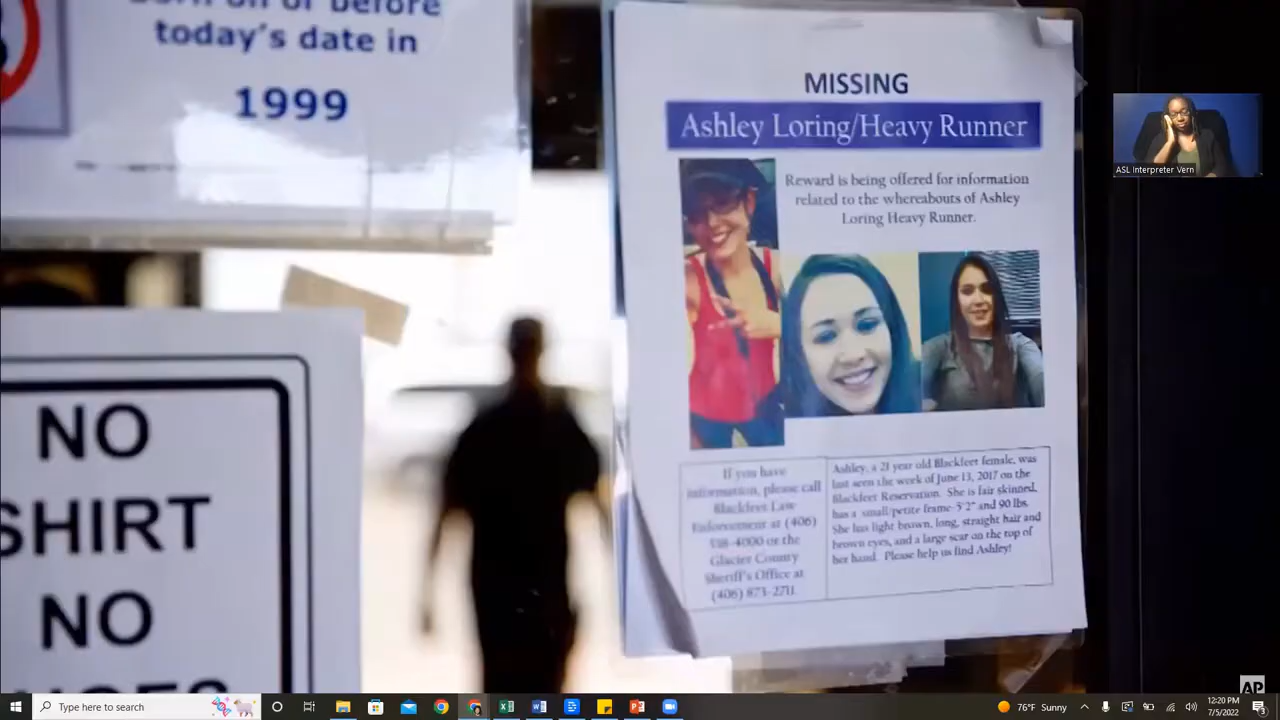 today's date in
1999
NO
SHIRT
NO
MISSING
Ashley Loring/Heavy Runner
Reward is being offered for information
related to the whereabouts of Ashley
Loring Heavy Runner.
If you have
information, please call
Blackfeet Law
Enforcement at (406)
or the
Glacier County
Sheriff's Office at
(406) 873-2711
Ashley, a 21 year old Blackfeet female, was
last seen the week of June 13, 2017 on the
Blackfeet Reservation. She is fair skinned,
has a small/petite frame-5'2" and 90 lbs.
She has light brown, long, straight hair and
brown eyes, and a large scar on the top of
her hand. Please help us find Ashley!
ASL Interpreter Vern
AP
Type here to search
76°F Sunny
12:20 PM
7/5/2022